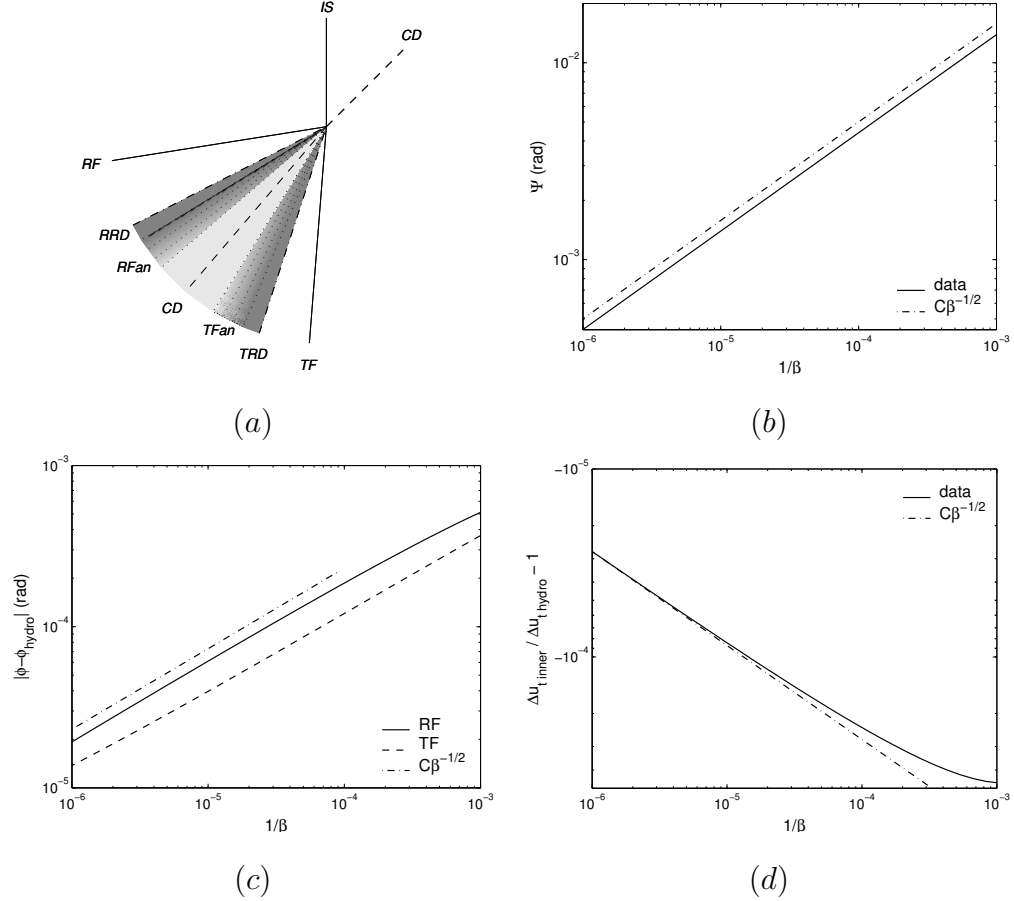 IS
CD
RF
RRD
RFan
CD
TFan
TRD
TF
(a)
10⁻²
10⁻³
Ψ (rad)
data
Cβ⁻¹/²
10⁻⁶ 10⁻⁵ 10⁻⁴ 10⁻³
1/β
(b)
10⁻³
10⁻⁴
10⁻⁵
|ϕ−ϕhydro| (rad)
RF
TF
Cβ⁻¹/²
10⁻⁶ 10⁻⁵ 10⁻⁴ 10⁻³
1/β
(c)
-10⁻⁵
-10⁻⁴
Δut inner / Δut hydro − 1
data
Cβ⁻¹/²
10⁻⁶ 10⁻⁵ 10⁻⁴ 10⁻³
1/β
(d)